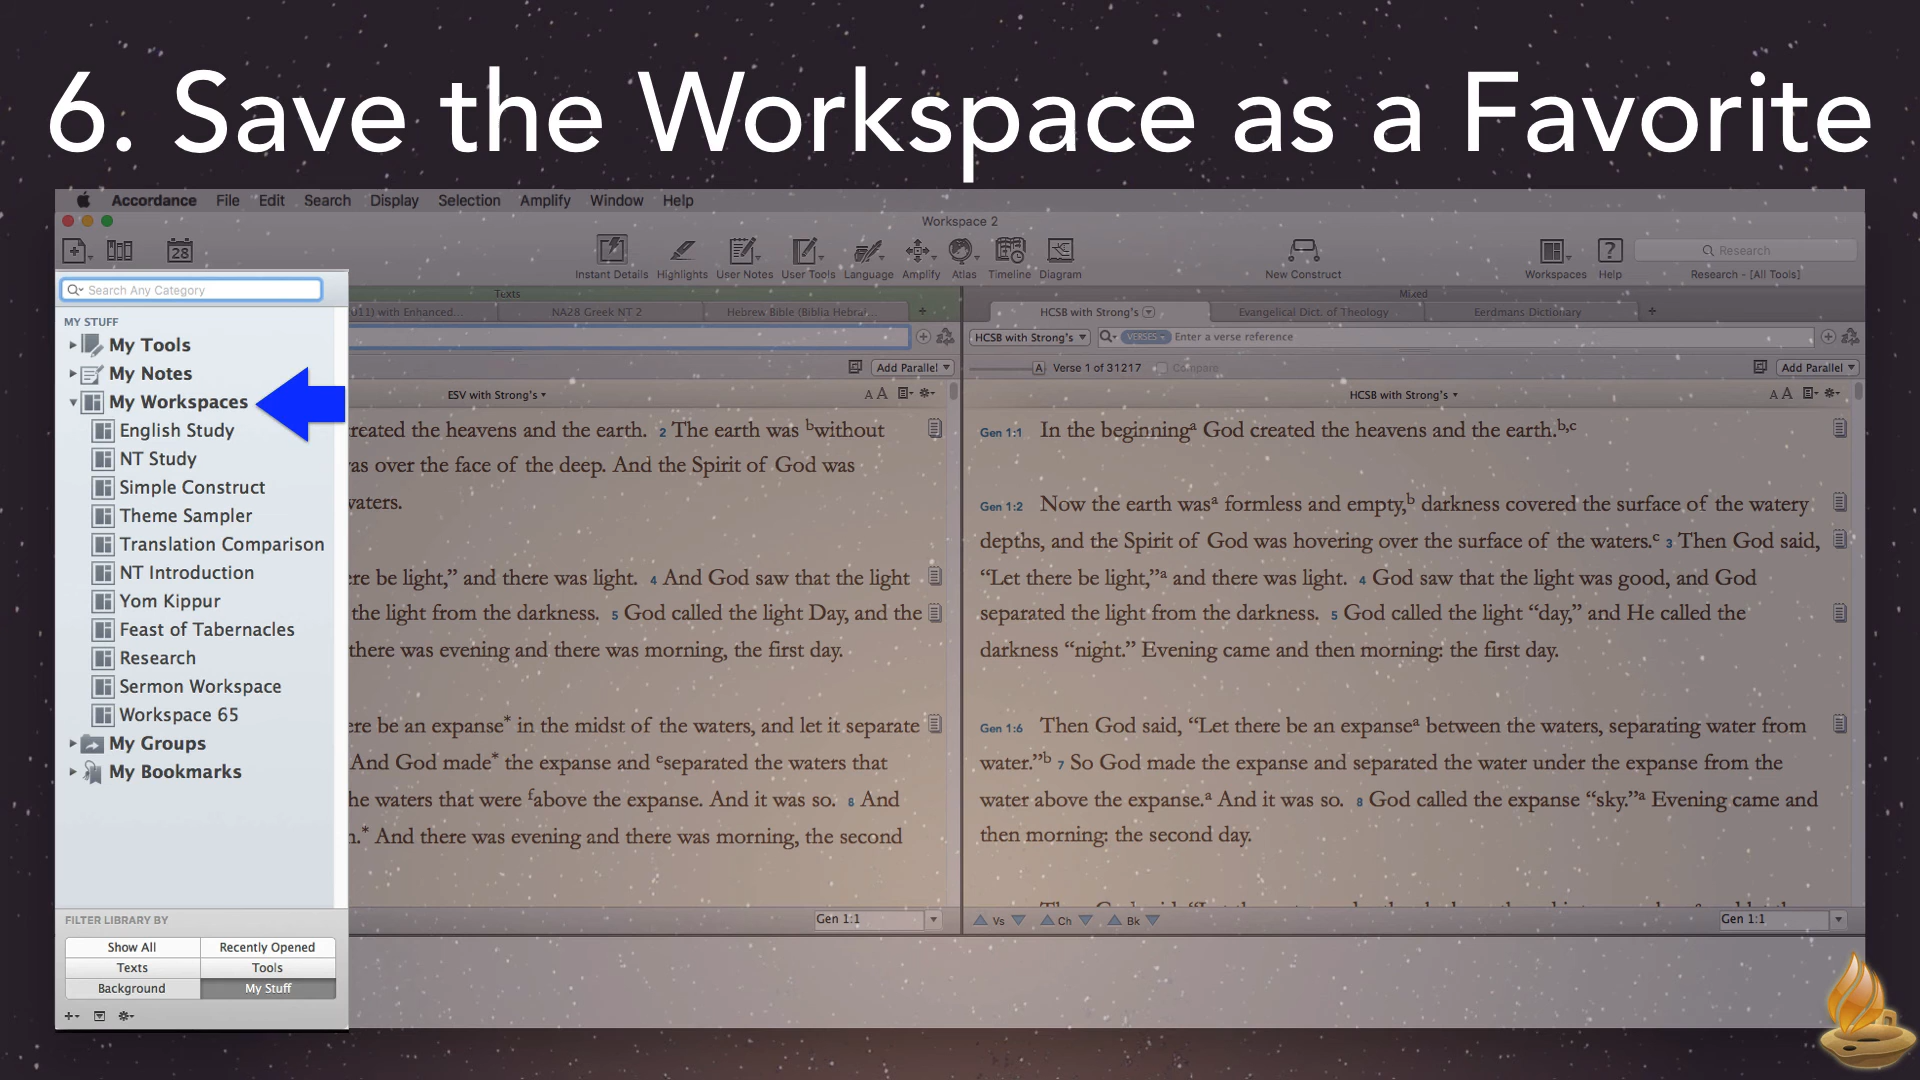 6. Save the Workspace as a Favorite
Accordance File Edit Search Display Selection Amplify Window Help
Workspace 2
28
Instant Details Highlights User Notes User Tools Language Amplify Atlas Timeline Diagram New Construct Workspaces Help
Research
Research - [All Tools]
Search Any Category
MY STUFF
My Tools
My Notes
My Workspaces
English Study
NT Study
Simple Construct
Theme Sampler
Translation Comparison
NT Introduction
Yom Kippur
Feast of Tabernacles
Research
Sermon Workspace
Workspace 65
My Groups
My Bookmarks
FILTER LIBRARY BY
Show All Recently Opened
Texts Tools
Background My Stuff
Texts
011) with Enhanced... NA28 Greek NT 2 Hebrew Bible (Biblia Hebrai...
Add Parallel
ESV with Strong's
A A
reated the heavens and the earth. 2 The earth was bwithout
as over the face of the deep. And the Spirit of God was
waters.
re be light,” and there was light. 4 And God saw that the light
the light from the darkness. 5 God called the light Day, and the
there was evening and there was morning, the first day.
re be an expanse* in the midst of the waters, and let it separate
And God made* the expanse and eseparated the waters that
he waters that were fabove the expanse. And it was so. 8 And
n.* And there was evening and there was morning, the second
Gen 1:1
Mixed
HCSB with Strong's Evangelical Dict. of Theology Eerdmans Dictionary
HCSB with Strong's VERSES Enter a verse reference
A Verse 1 of 31217 Compare Add Parallel
HCSB with Strong's
A A
Gen 1:1 In the beginningᵃ God created the heavens and the earth.ᵇ,ᶜ
Gen 1:2 Now the earth wasᵃ formless and empty,ᵇ darkness covered the surface of the watery
depths, and the Spirit of God was hovering over the surface of the waters.ᶜ 3 Then God said,
“Let there be light,”ᵃ and there was light. 4 God saw that the light was good, and God
separated the light from the darkness. 5 God called the light “day,” and He called the
darkness “night.” Evening came and then morning: the first day.
Gen 1:6 Then God said, “Let there be an expanseᵃ between the waters, separating water from
water.”ᵇ 7 So God made the expanse and separated the water under the expanse from the
water above the expanse.ᵃ And it was so. 8 God called the expanse “sky.”ᵃ Evening came and
then morning: the second day.
Vs Ch Bk Gen 1:1